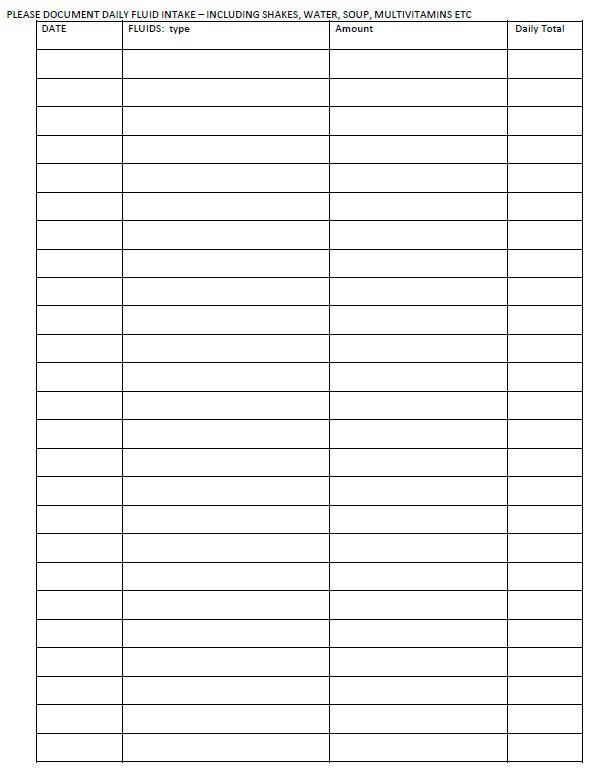 PLEASE DOCUMENT DAILY FLUID INTAKE – INCLUDING SHAKES, WATER, SOUP, MULTIVITAMINS ETC
DATE FLUIDS: type Amount Daily Total